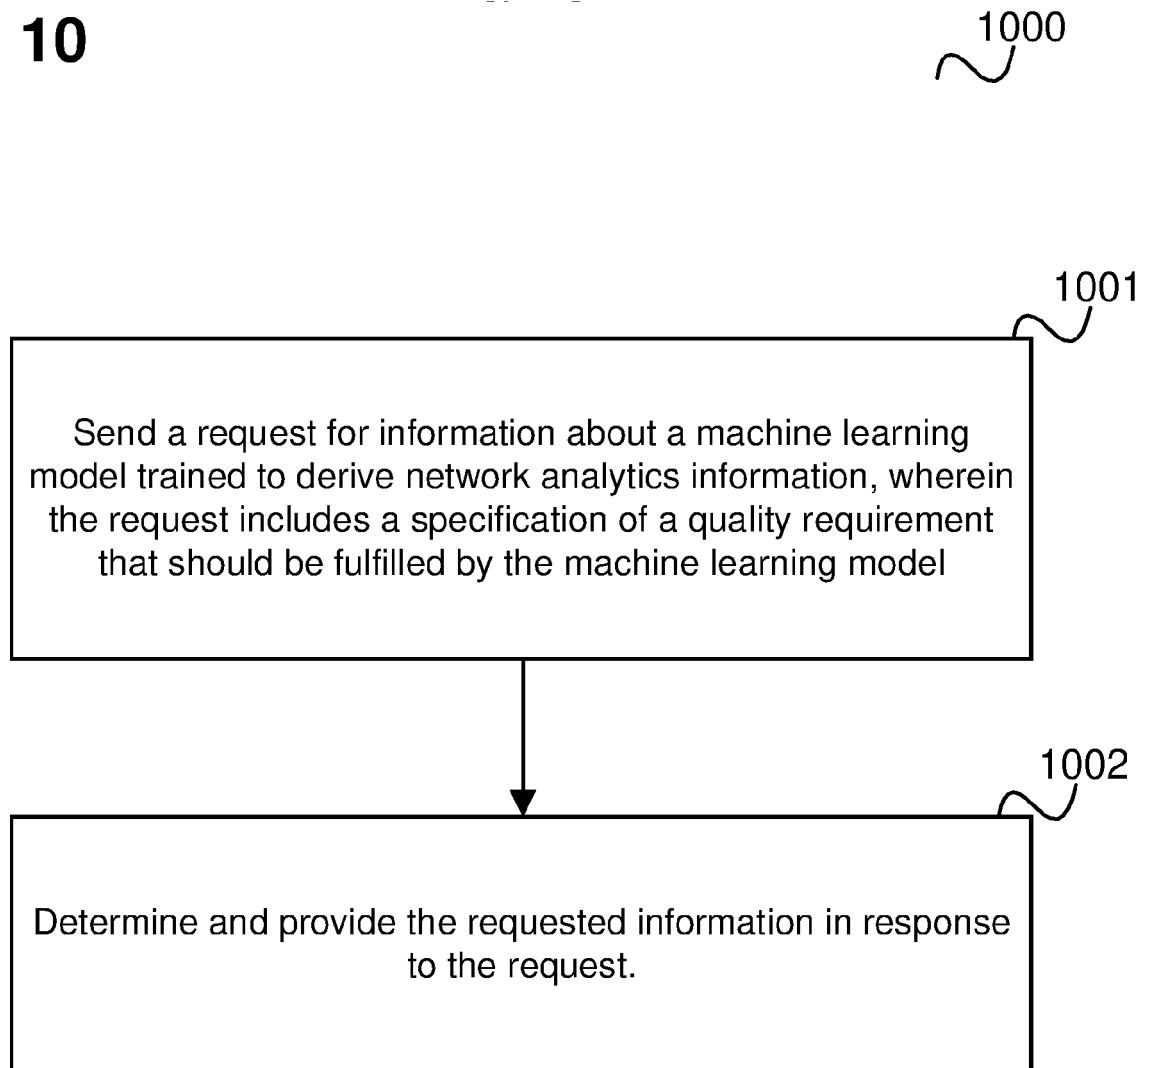 10
1000
1001
Send a request for information about a machine learning
model trained to derive network analytics information, wherein
the request includes a specification of a quality requirement
that should be fulfilled by the machine learning model
1002
Determine and provide the requested information in response
to the request.